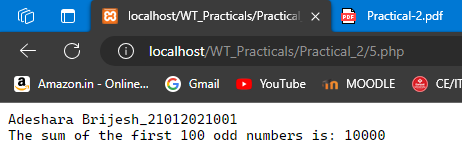 localhost/WT_Practicals/Practical
Practical-2.pdf
localhost/WT_Practicals/Practical_2/5.php
Amazon.in - Online...
Gmail
YouTube
MOODLE
CE/IT
Adeshara Brijesh_21012021001
The sum of the first 100 odd numbers is: 10000